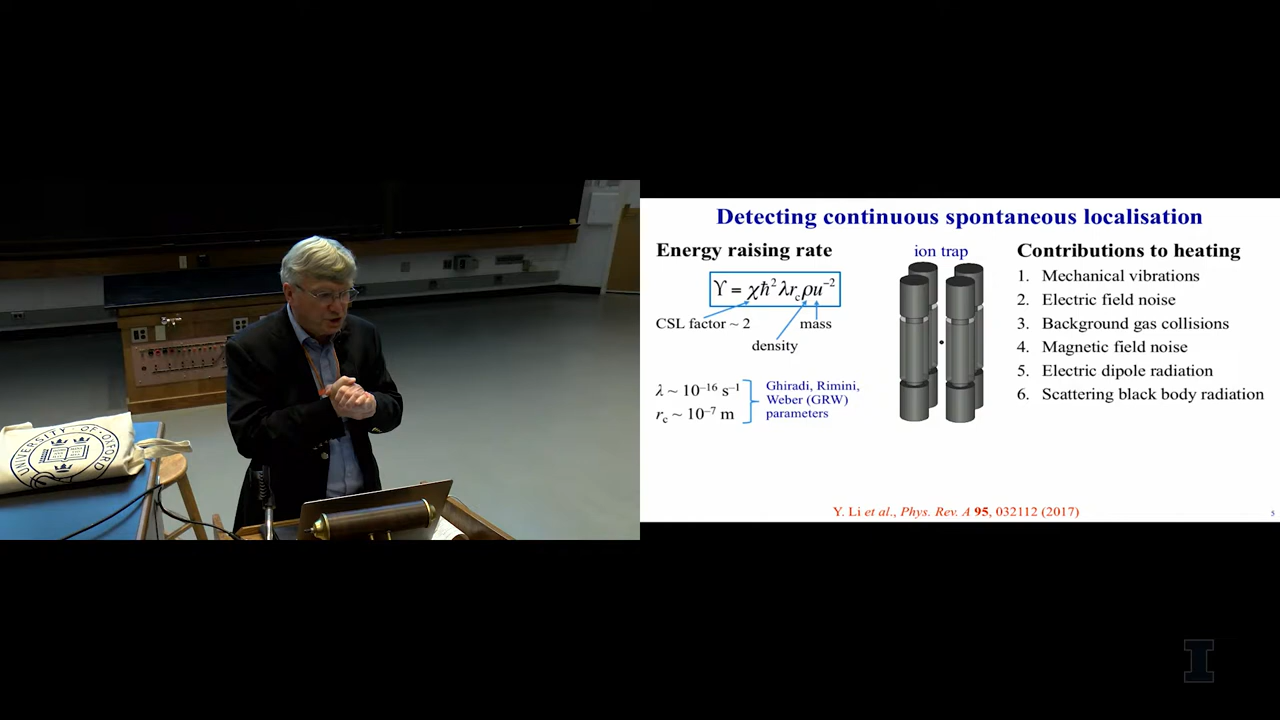 UNIVERSITY OF OXFORD
Detecting continuous spontaneous localisation
Energy raising rate
ϒ = χħ²λr_cρu⁻²
CSL factor ~ 2
mass
density
λ ~ 10⁻¹⁶ s⁻¹
r_c ~ 10⁻⁷ m
Ghiradi, Rimini,
Weber (GRW)
parameters
ion trap
Contributions to heating
1. Mechanical vibrations
2. Electric field noise
3. Background gas collisions
4. Magnetic field noise
5. Electric dipole radiation
6. Scattering black body radiation
Y. Li et al., Phys. Rev. A 95, 032112 (2017)
5
I